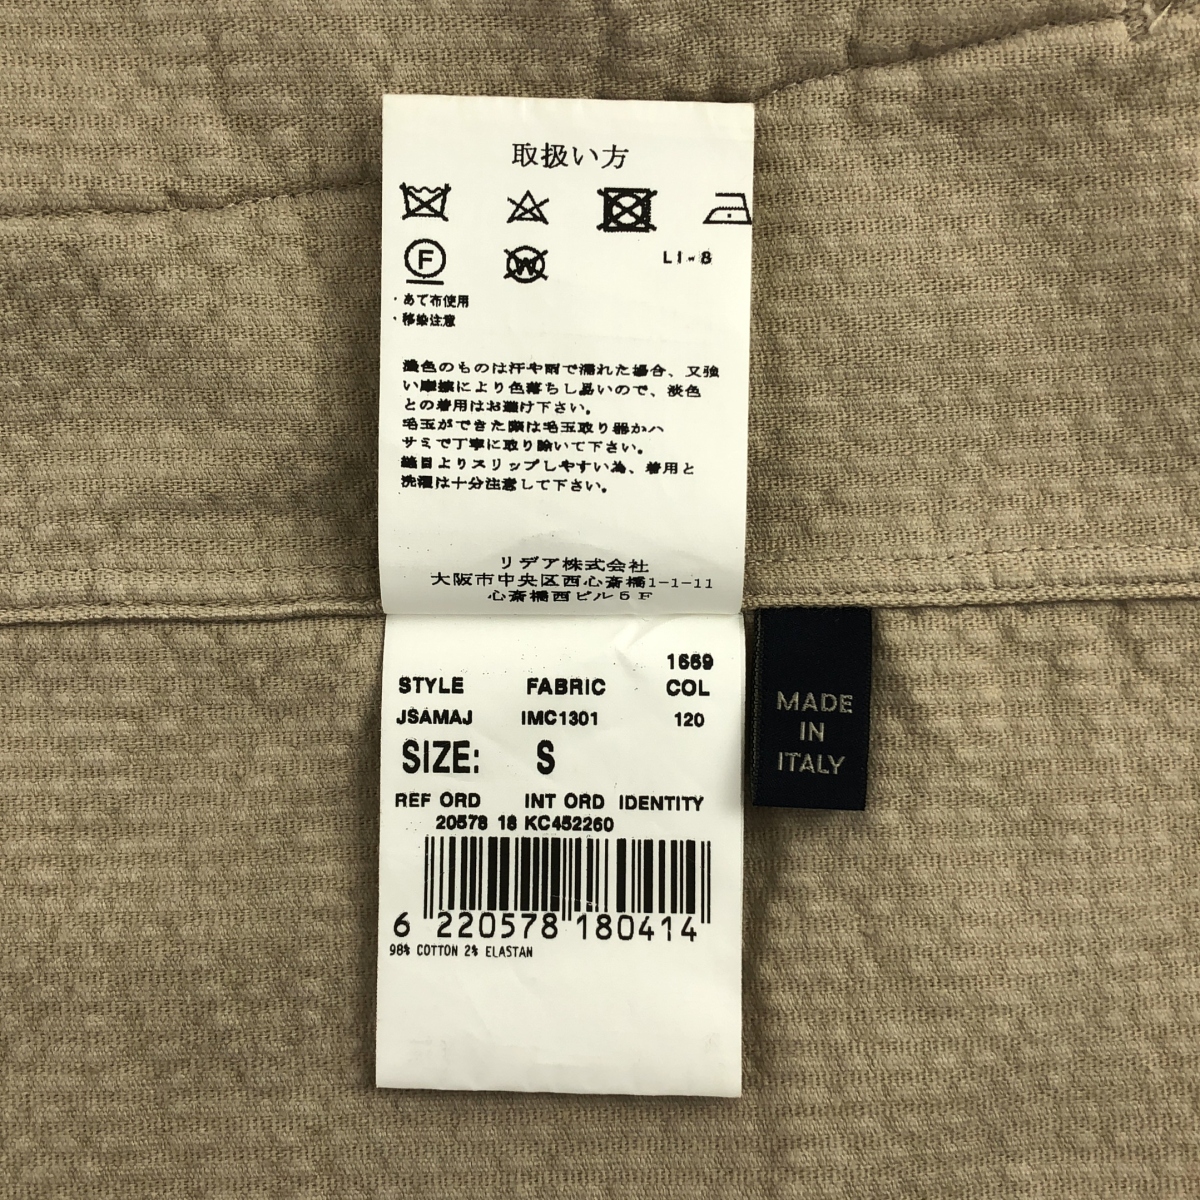 取扱い方
F W LI-8
・あて布使用
・移染注意
濃色のものは汗や雨で濡れた場合、又強
い摩擦により色落ちし易いので、淡色
との着用はお避け下さい。
毛玉ができた際は毛玉取り器かハ
サミで丁寧に取り除いて下さい。
縫目よりスリップしやすい為、着用と
洗濯は十分注意して下さい。
リデア株式会社
大阪市中央区西心斎橋1-1-11
心斎橋西ビル5F
1669
STYLE FABRIC COL
JSAMAJ IMC1301 120
SIZE: S
REF ORD INT ORD IDENTITY
20578 18 KC452260
6 220578 180414
98% COTTON 2% ELASTAN
MADE
IN
ITALY